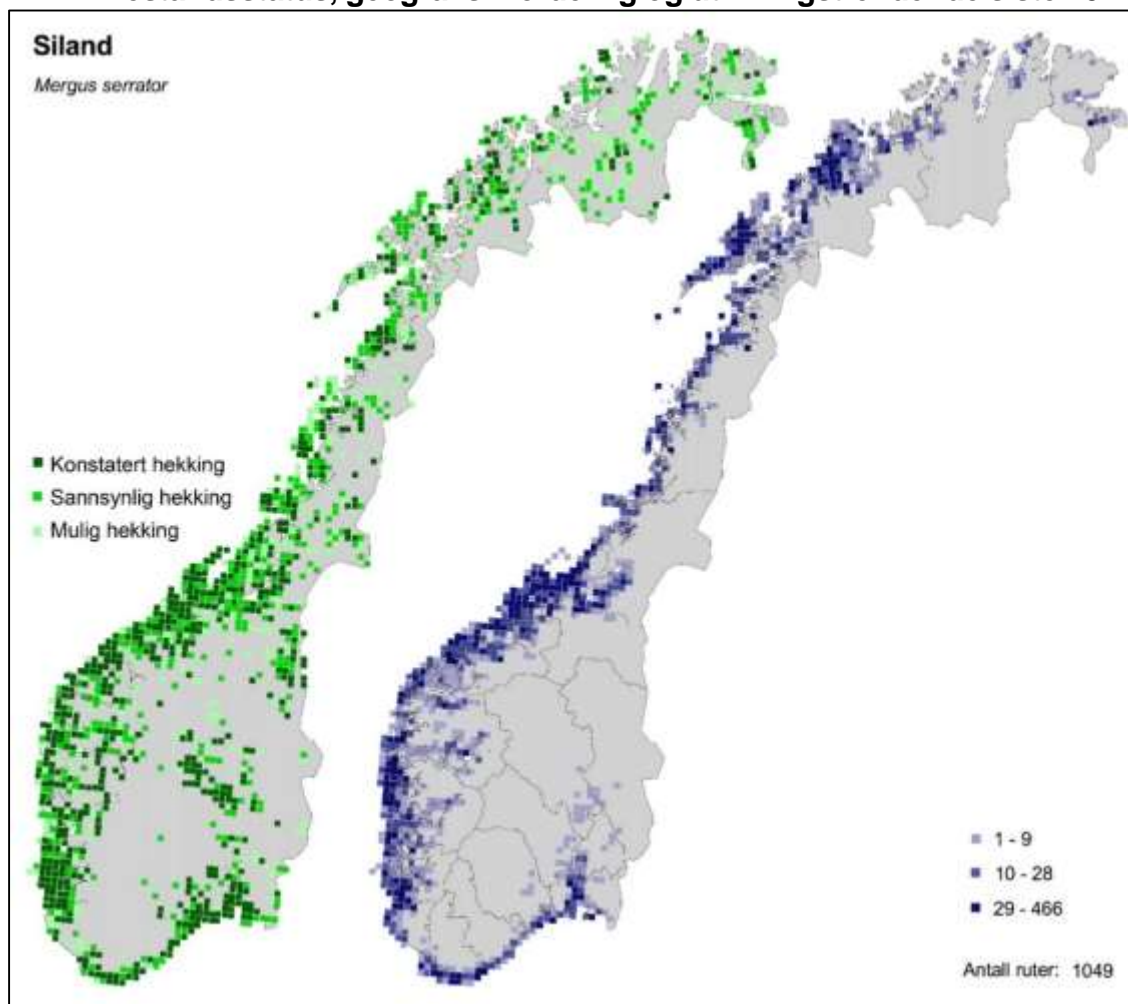 Siland
Mergus serrator
Konstatert hekking
Sannsynlig hekking
Mulig hekking
1 - 9
10 - 28
29 - 466
Antall ruter: 1049